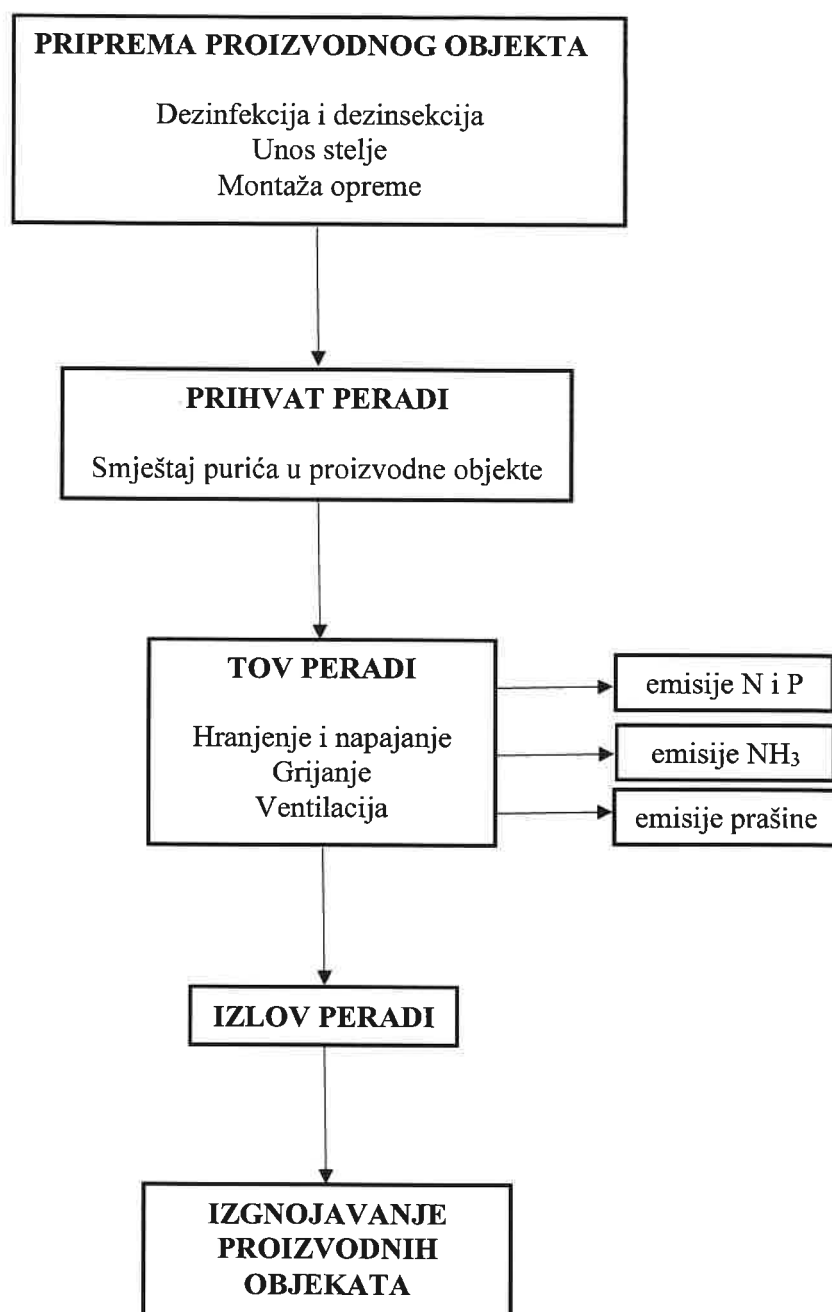 PRIPREMA PROIZVODNOG OBJEKTA
Dezinfekcija i dezinsekcija
Unos stelje
Montaža opreme
PRIHVAT PERADI
Smještaj purića u proizvodne objekte
TOV PERADI
Hranjenje i napajanje
Grijanje
Ventilacija
emisije N i P
emisije NH₃
emisije prašine
IZLOV PERADI
IZGNOJAVANJE
PROIZVODNIH
OBJEKATA